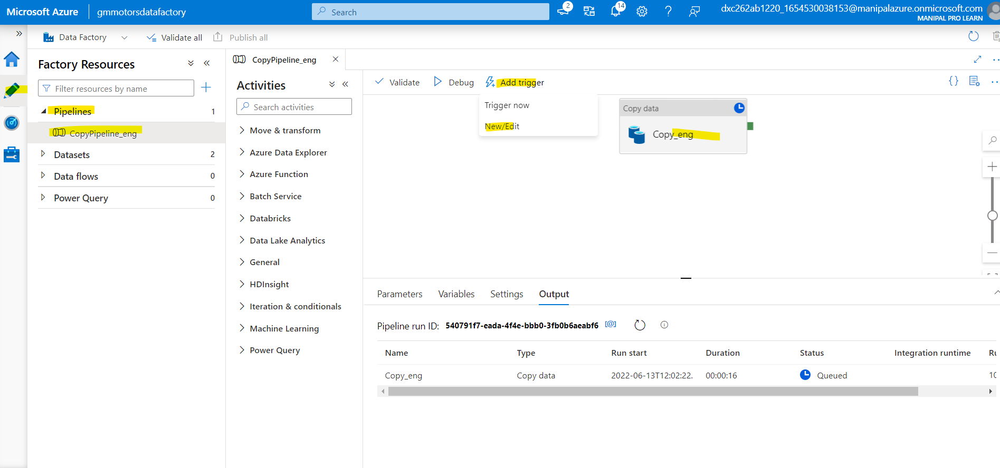 Microsoft Azure
gmmotorsdatafactory
Search
2
14
dxc262ab1220_1654530038153@manipalazure.onmicrosoft.com
MANIPAL PRO LEARN
Data Factory
Validate all
Publish all
Factory Resources
Filter resources by name
Pipelines 1
CopyPipeline_eng
Datasets 2
Data flows 0
Power Query 0
CopyPipeline_eng
Activities
Search activities
Move & transform
Azure Data Explorer
Azure Function
Batch Service
Databricks
Data Lake Analytics
General
HDInsight
Iteration & conditionals
Machine Learning
Power Query
Validate
Debug
Add trigger
Trigger now
New/Edit
Copy data
Copy_eng
Parameters Variables Settings Output
Pipeline run ID: 540791f7-eada-4f4e-bbb0-3fb0b6aeabf6 [@]
Name Type Run start Duration Status Integration runtime
Copy_eng Copy data 2022-06-13T12:02:22. 00:00:16 Queued